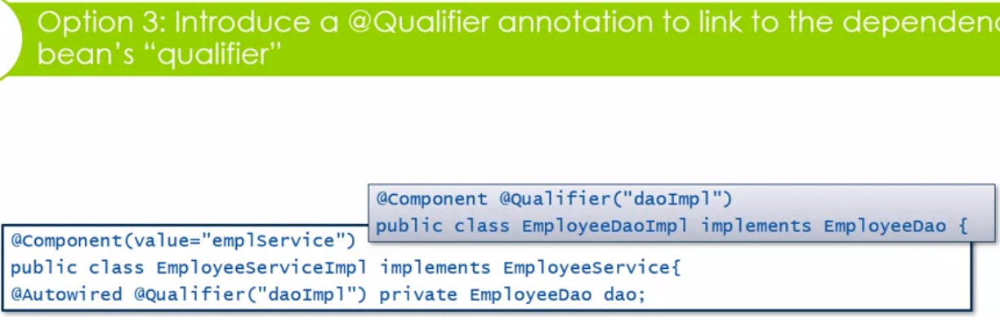 Option 3: Introduce a @Qualifier annotation to link to the dependenc
bean’s “qualifier”
@Component @Qualifier("daoImpl")
public class EmployeeDaoImpl implements EmployeeDao {
@Component(value="emplService")
public class EmployeeServiceImpl implements EmployeeService{
@Autowired @Qualifier("daoImpl") private EmployeeDao dao;